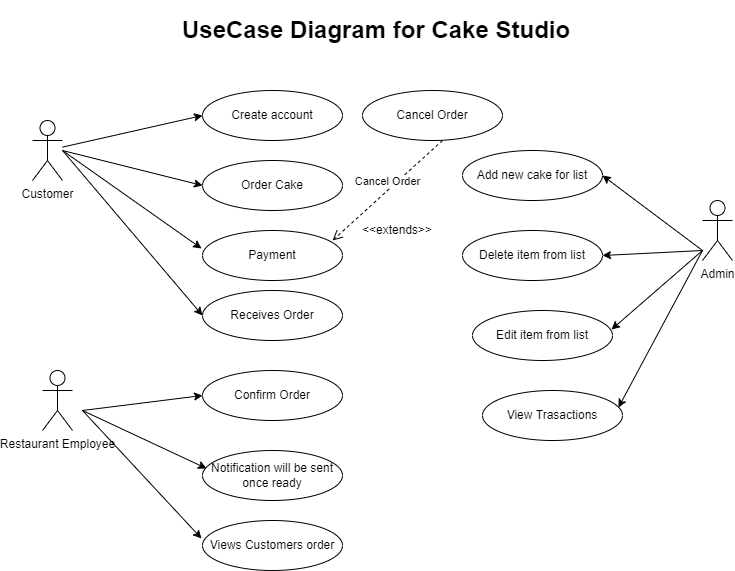 UseCase Diagram for Cake Studio
Create account
Cancel Order
Customer
Order Cake
Cancel Order
Add new cake for list
Payment
<<extends>>
Delete item from list
Admin
Receives Order
Edit item from list
Confirm Order
View Trasactions
Restaurant Employee
Notification will be sent
once ready
Views Customers order